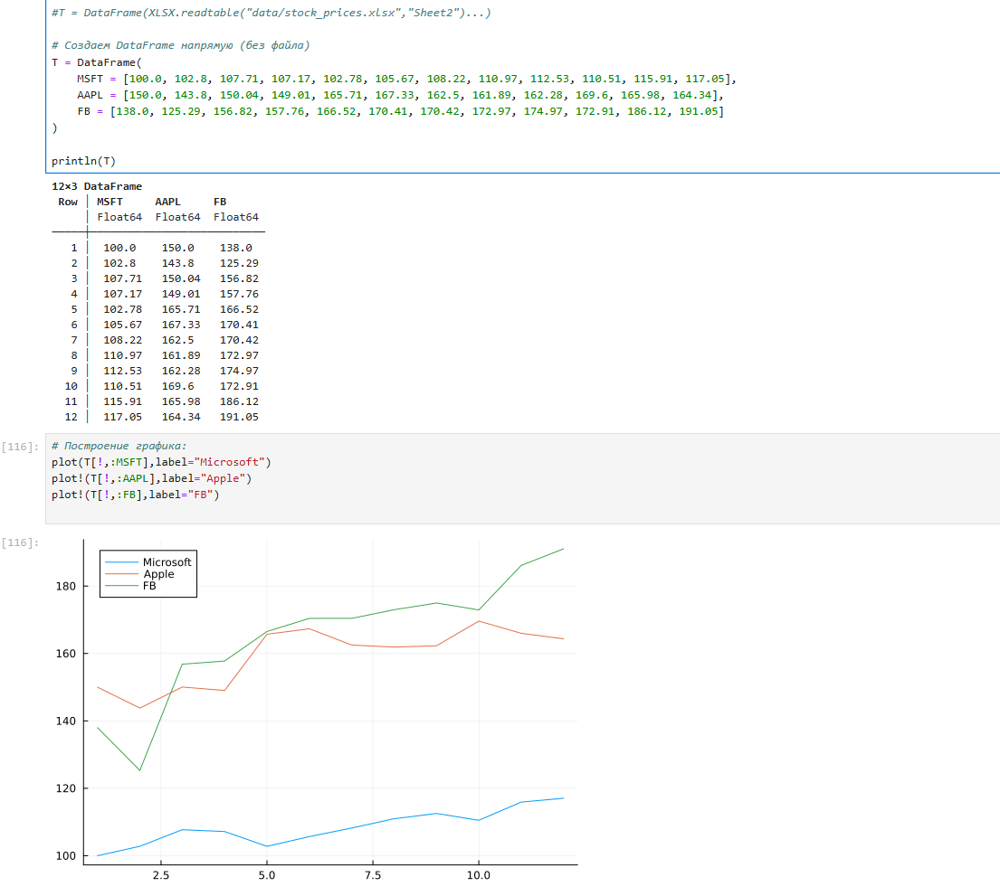 #T = DataFrame(XLSX.readtable("data/stock_prices.xlsx","Sheet2")...)
# Создаем DataFrame напрямую (без файла)
T = DataFrame(
    MSFT = [100.0, 102.8, 107.71, 107.17, 102.78, 105.67, 108.22, 110.97, 112.53, 110.51, 115.91, 117.05],
    AAPL = [150.0, 143.8, 150.04, 149.01, 165.71, 167.33, 162.5, 161.89, 162.28, 169.6, 165.98, 164.34],
    FB = [138.0, 125.29, 156.82, 157.76, 166.52, 170.41, 170.42, 172.97, 174.97, 172.91, 186.12, 191.05]
)
println(T)
12×3 DataFrame
Row │ MSFT AAPL FB
│ Float64 Float64 Float64
1 │ 100.0 150.0 138.0
2 │ 102.8 143.8 125.29
3 │ 107.71 150.04 156.82
4 │ 107.17 149.01 157.76
5 │ 102.78 165.71 166.52
6 │ 105.67 167.33 170.41
7 │ 108.22 162.5 170.42
8 │ 110.97 161.89 172.97
9 │ 112.53 162.28 174.97
10 │ 110.51 169.6 172.91
11 │ 115.91 165.98 186.12
12 │ 117.05 164.34 191.05
[116]: # Построение графика:
plot(T[!,:MSFT],label="Microsoft")
plot!(T[!,:AAPL],label="Apple")
plot!(T[!,:FB],label="FB")
[116]:
Microsoft
Apple
FB
180
160
140
120
100
2.5 5.0 7.5 10.0